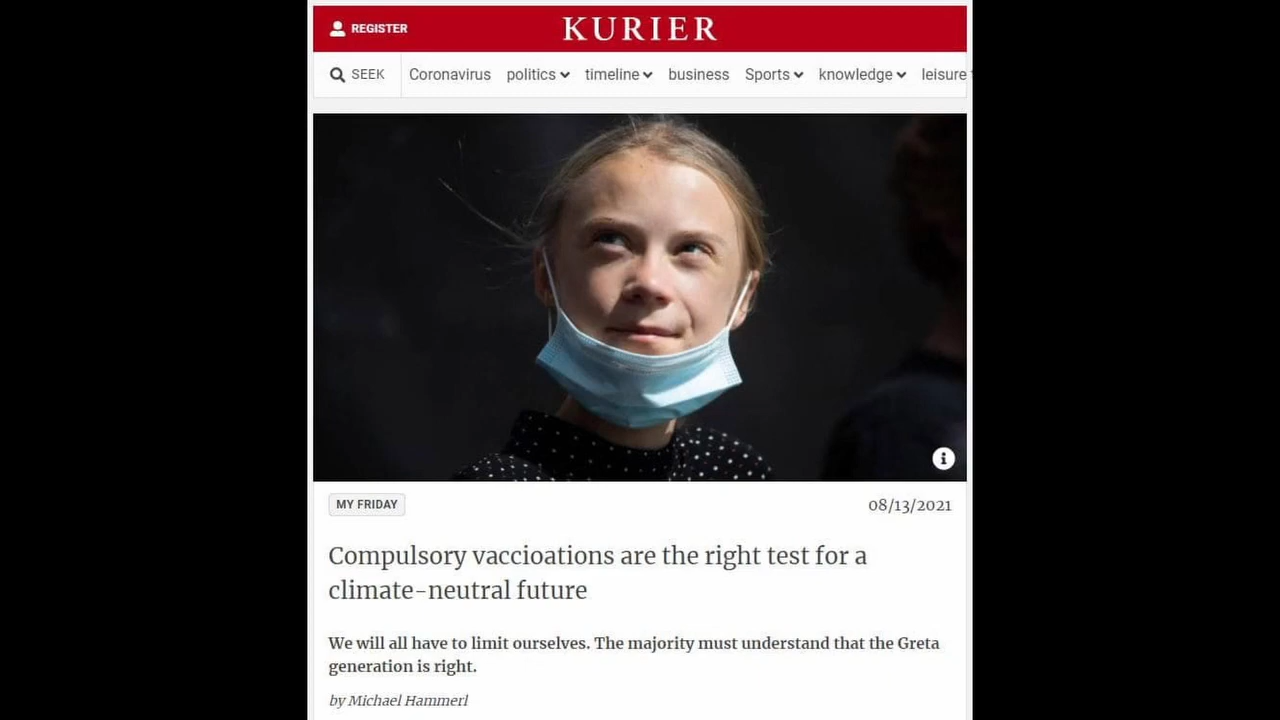 REGISTER
KURIER
SEEK Coronavirus politics timeline business Sports knowledge leisure
MY FRIDAY
08/13/2021
Compulsory vaccioations are the right test for a
climate-neutral future
We will all have to limit ourselves. The majority must understand that the Greta
generation is right.
by Michael Hammerl